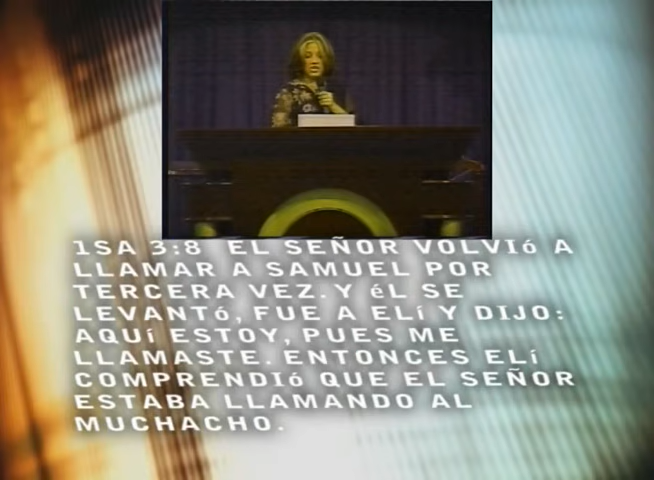 1SA 3:8 EL SEÑOR VOLVIó A
LLAMAR A SAMUEL POR
TERCERA VEZ. Y éL SE
LEVANTó, FUE A ELí Y DIJO:
AQUí ESTOY, PUES ME
LLAMASTE. ENTONCES ELí
COMPRENDIó QUE EL SEÑOR
ESTABA LLAMANDO AL
MUCHACHO.